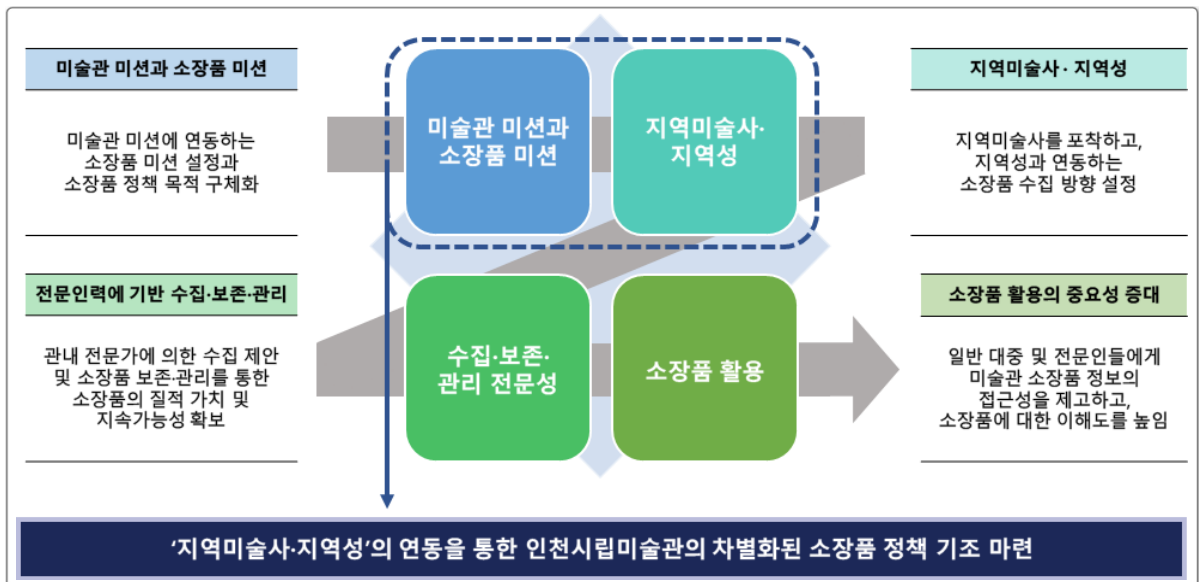 미술관 미션과 소장품 미션
미술관 미션에 연동하는
소장품 미션 설정과
소장품 정책 목적 구체화
미술관 미션과
소장품 미션
지역미술사·
지역성
지역미술사 · 지역성
지역미술사를 포착하고,
지역성과 연동하는
소장품 수집 방향 설정
전문인력에 기반 수집·보존·관리
관내 전문가에 의한 수집 제안
및 소장품 보존·관리를 통한
소장품의 질적 가치 및
지속가능성 확보
수집·보존·
관리 전문성
소장품 활용
소장품 활용의 중요성 증대
일반 대중 및 전문인들에게
미술관 소장품 정보의
접근성을 제고하고,
소장품에 대한 이해도를 높임
‘지역미술사·지역성’의 연동을 통한 인천시립미술관의 차별화된 소장품 정책 기조 마련